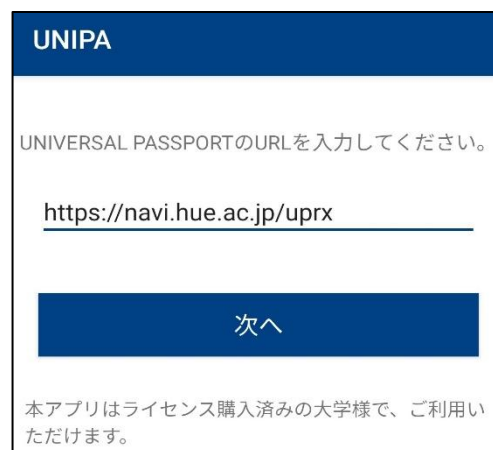 UNIPA
UNIVERSAL PASSPORTのURLを入力してください。
https://navi.hue.ac.jp/uprx
次へ
本アプリはライセンス購入済みの大学様で、ご利用い
ただけます。